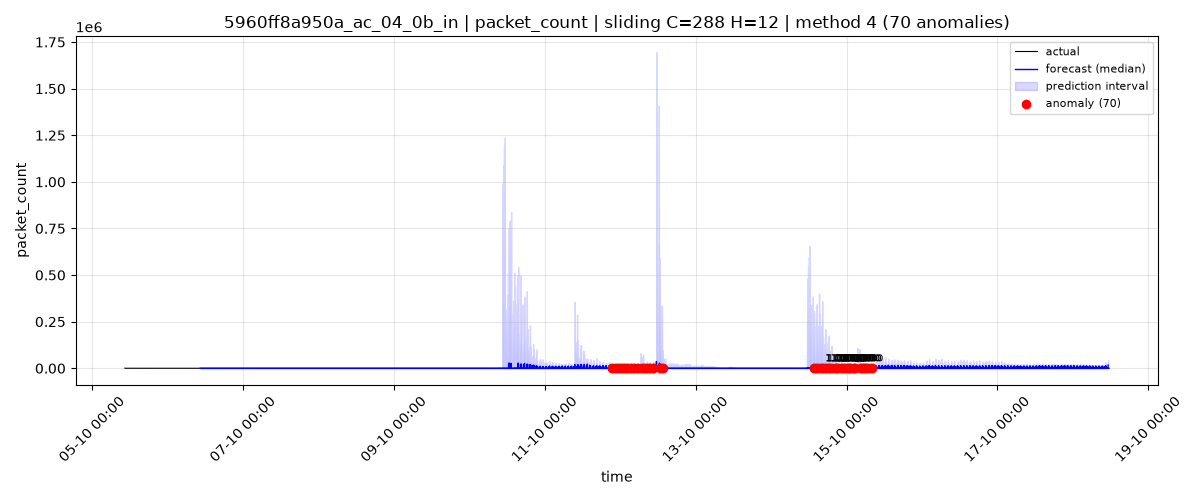 5960ff8a950a_ac_04_0b_in | packet_count | sliding C=288 H=12 | method 4 (70 anomalies)
1e6
1.75
1.50
1.25
1.00
0.75
0.50
0.25
0.00
packet_count
actual
forecast (median)
prediction interval
anomaly (70)
05-10 00:00
07-10 00:00
09-10 00:00
11-10 00:00
13-10 00:00
15-10 00:00
17-10 00:00
19-10 00:00
time